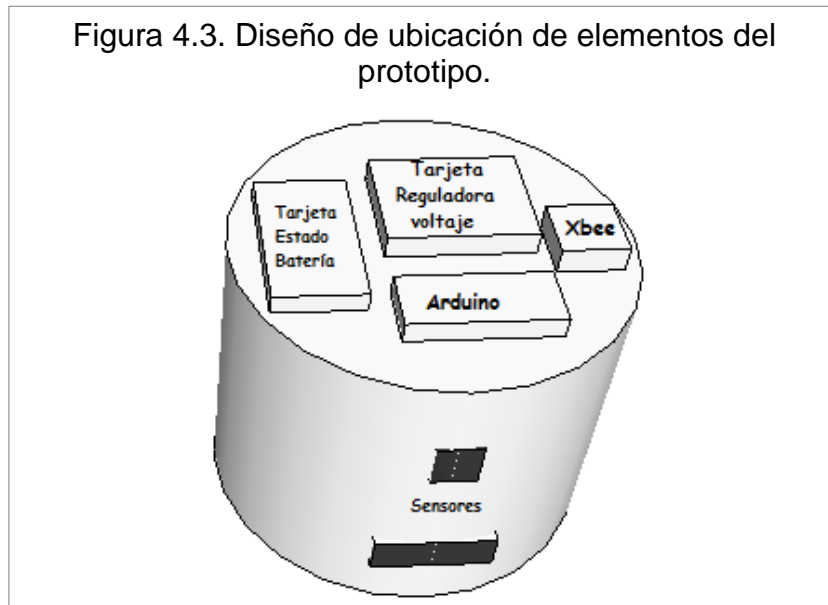 Figura 4.3. Diseño de ubicación de elementos del
prototipo.
Tarjeta
Estado
Batería
Tarjeta
Reguladora
voltaje
Xbee
Arduino
Sensores